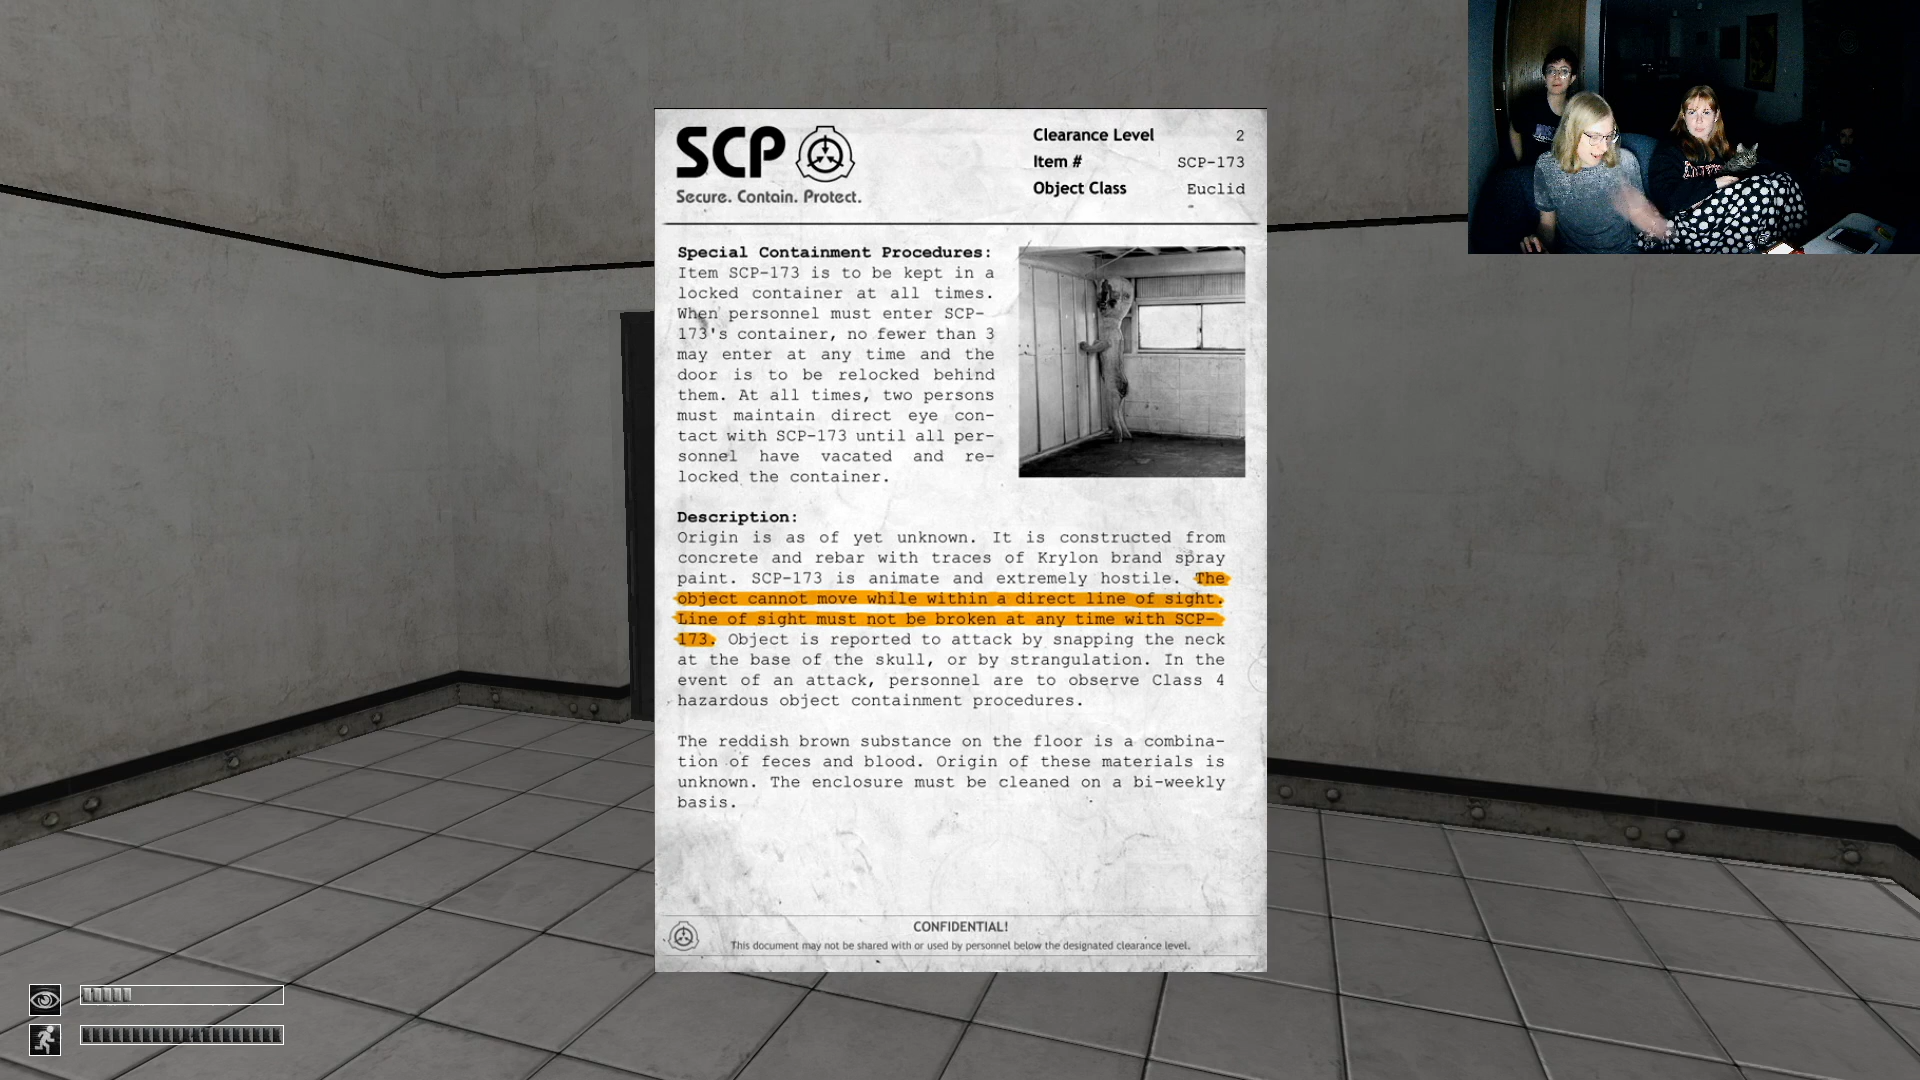 SCP
Secure. Contain. Protect.
Clearance Level 2
Item # SCP-173
Object Class Euclid
Special Containment Procedures:
Item SCP-173 is to be kept in a
locked container at all times.
When personnel must enter SCP-
173's container, no fewer than 3
may enter at any time and the
door is to be relocked behind
them. At all times, two persons
must maintain direct eye con-
tact with SCP-173 until all per-
sonnel have vacated and re-
locked the container.
Description:
Origin is as of yet unknown. It is constructed from
concrete and rebar with traces of Krylon brand spray
paint. SCP-173 is animate and extremely hostile. The
object cannot move while within a direct line of sight.
Line of sight must not be broken at any time with SCP-
173. Object is reported to attack by snapping the neck
at the base of the skull, or by strangulation. In the
event of an attack, personnel are to observe Class 4
hazardous object containment procedures.
The reddish brown substance on the floor is a combina-
tion of feces and blood. Origin of these materials is
unknown. The enclosure must be cleaned on a bi-weekly
basis.
CONFIDENTIAL!
This document may not be shared with or used by personnel below the designated clearance level.